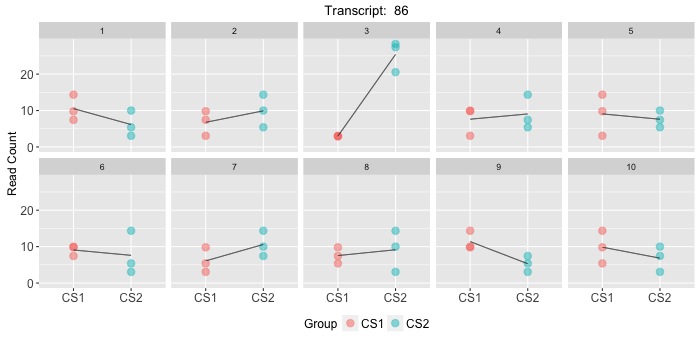 Transcript: 86
1 2 3 4 5
20
10
0
Read Count
6 7 8 9 10
20
10
0
CS1 CS2 CS1 CS2 CS1 CS2 CS1 CS2 CS1 CS2
Group CS1 CS2